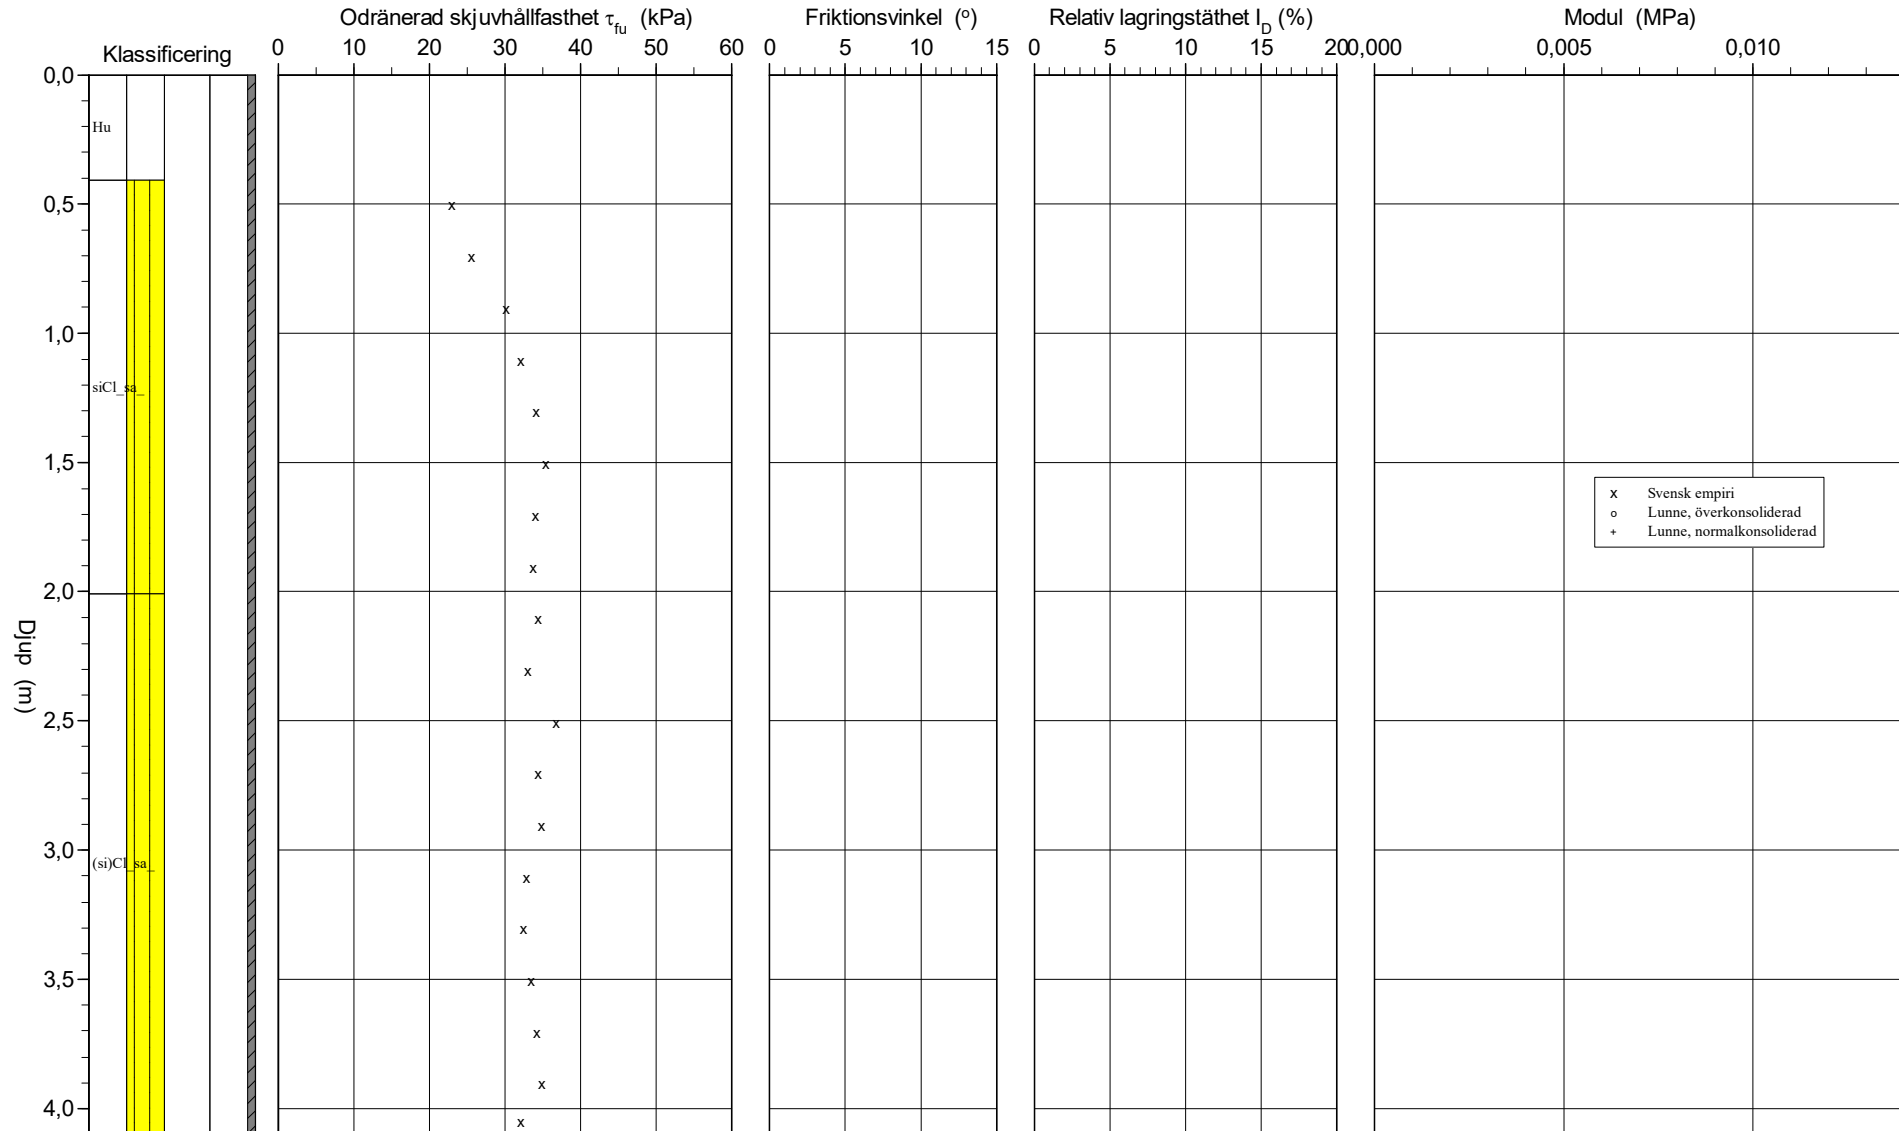 Odränerad skjuvhållfasthet τfu (kPa)
Friktionsvinkel (o)
Relativ lagringstäthet ID (%)
Modul (MPa)
Klassificering
0 10 20 30 40 50 60
0 5 10 15
0 5 10 15 20
0,000 0,005 0,010
0,0
Hu
0,5
1,0
siCl_sa_
1,5
x Svensk empiri
o Lunne, överkonsoliderad
+ Lunne, normalkonsoliderad
2,0
Djup (m)
2,5
3,0
(si)Cl_sa_
3,5
4,0